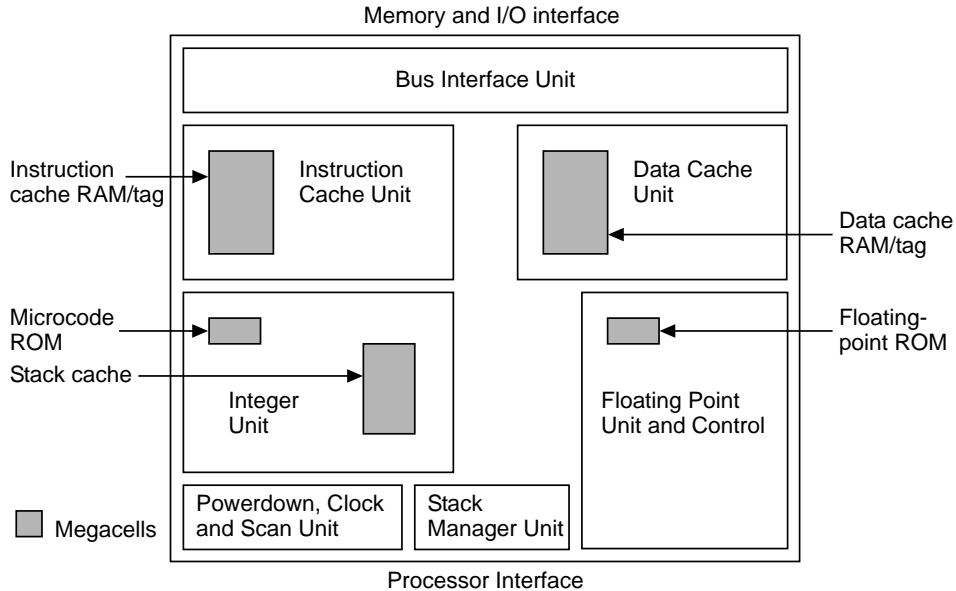 Memory and I/O interface
Bus Interface Unit
Instruction
cache RAM/tag
Instruction
Cache Unit
Data Cache
Unit
Data cache
RAM/tag
Microcode
ROM
Stack cache
Integer
Unit
Floating Point
Unit and Control
Floating-
point ROM
Powerdown, Clock
and Scan Unit
Stack
Manager Unit
Megacells
Processor Interface